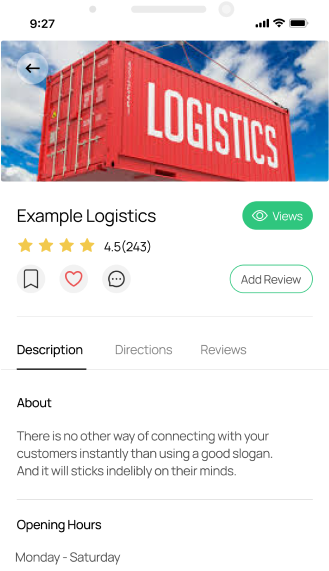 9:27
LOGISTICS
Example Logistics
Views
4.5(243)
Add Review
Description
Directions
Reviews
About
There is no other way of connecting with your
customers instantly than using a good slogan.
And it will sticks indelibly on their minds.
Opening Hours
Monday - Saturday